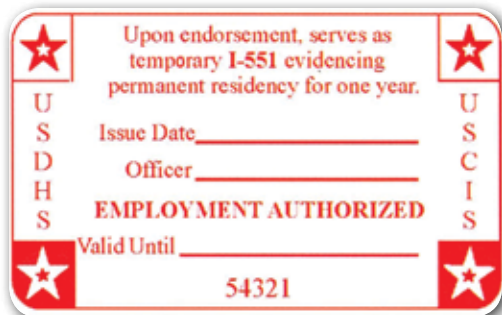 Upon endorsement, serves as
temporary I-551 evidencing
permanent residency for one year.
USDHS
USCIS
Issue Date
Officer
EMPLOYMENT AUTHORIZED
Valid Until
54321